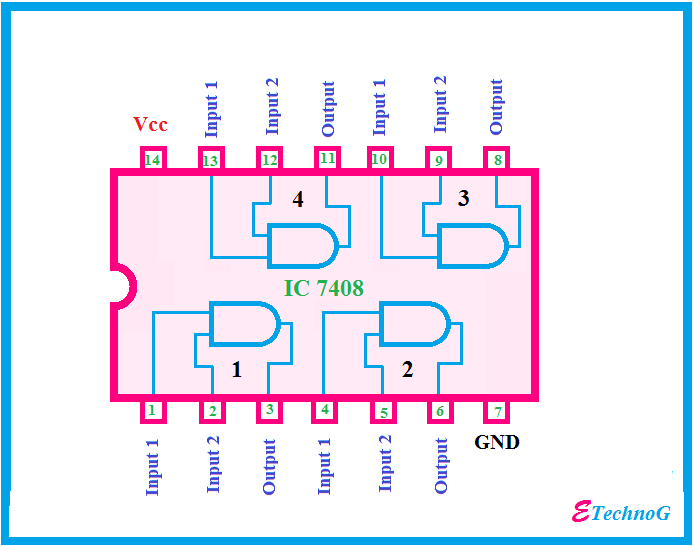 Vcc
Input 1
Input 2
Output
Input 1
Input 2
Output
14
13
12
11
10
9
8
4
3
IC 7408
1
2
1
2
3
4
5
6
7
Input 1
Input 2
Output
Input 1
Input 2
Output
GND
ETechnoG